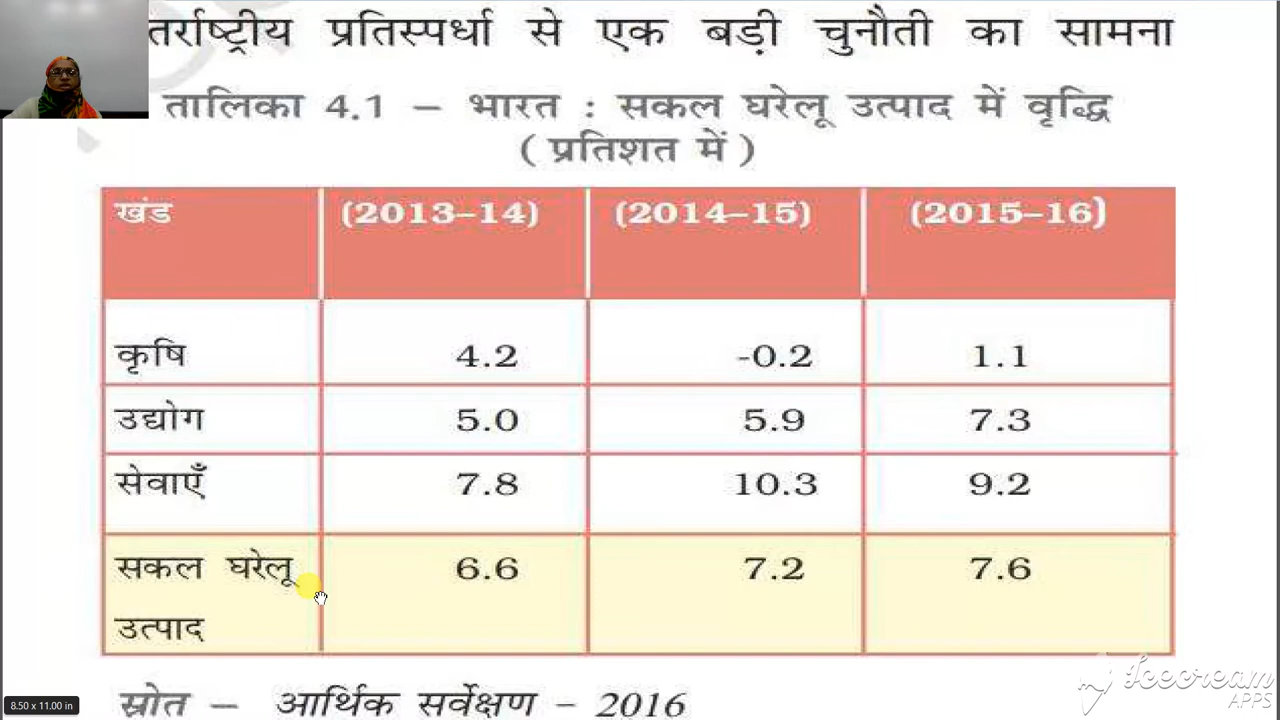 तर्राष्ट्रीय प्रतिस्पर्धा से एक बड़ी चुनौती का सामना
तालिका 4.1 – भारत : सकल घरेलू उत्पाद में वृद्धि
( प्रतिशत में )
खंड (2013–14) (2014–15) (2015–16)
कृषि 4.2 -0.2 1.1
उद्योग 5.0 5.9 7.3
सेवाएँ 7.8 10.3 9.2
सकल घरेलू 6.6 7.2 7.6
उत्पाद
स्रोत – आर्थिक सर्वेक्षण – 2016
8.50 x 11.00 in
Icecream
APPS